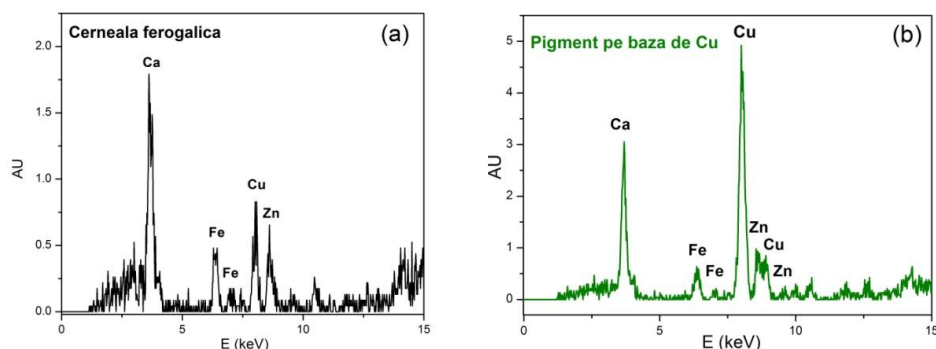 Cerneala ferogalica
(a)
2.0
1.5
1.0
0.5
0.0
AU
Ca
Fe
Fe
Cu
Zn
0
5
10
15
E (keV)
Pigment pe baza de Cu
(b)
5
4
3
2
1
0
AU
Ca
Fe
Fe
Cu
Zn
Cu
Zn
0
5
10
15
E (keV)